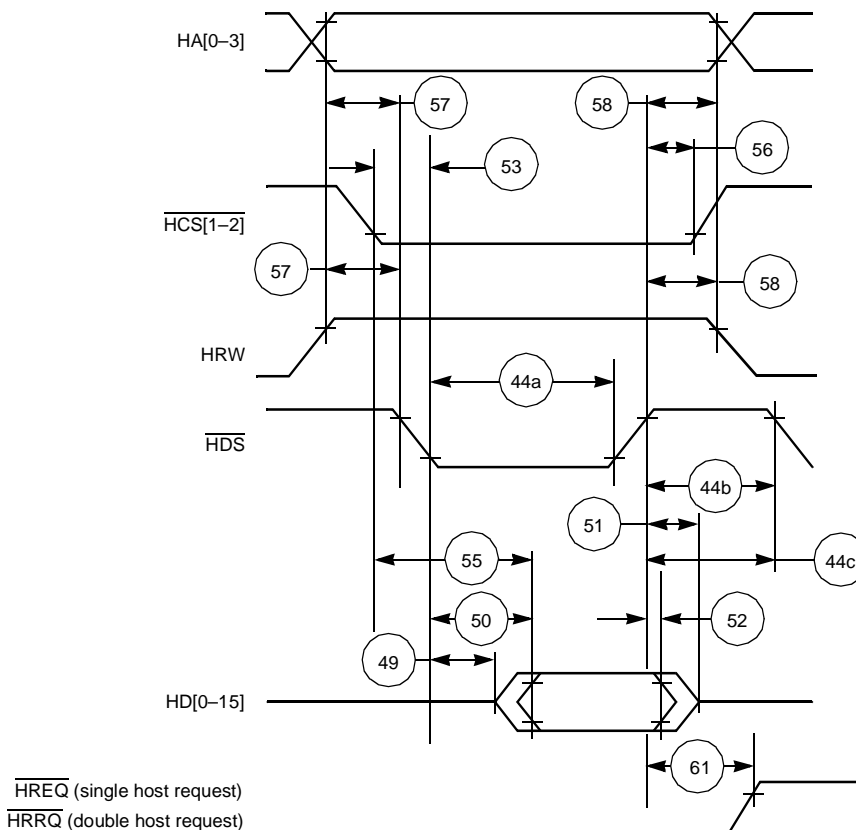 HA[0–3]
57
58
53
56
HCS[1–2]
57
58
HRW
44a
HDS
44b
51
55
44c
50
52
49
HD[0–15]
61
HREQ (single host request)
HRRQ (double host request)